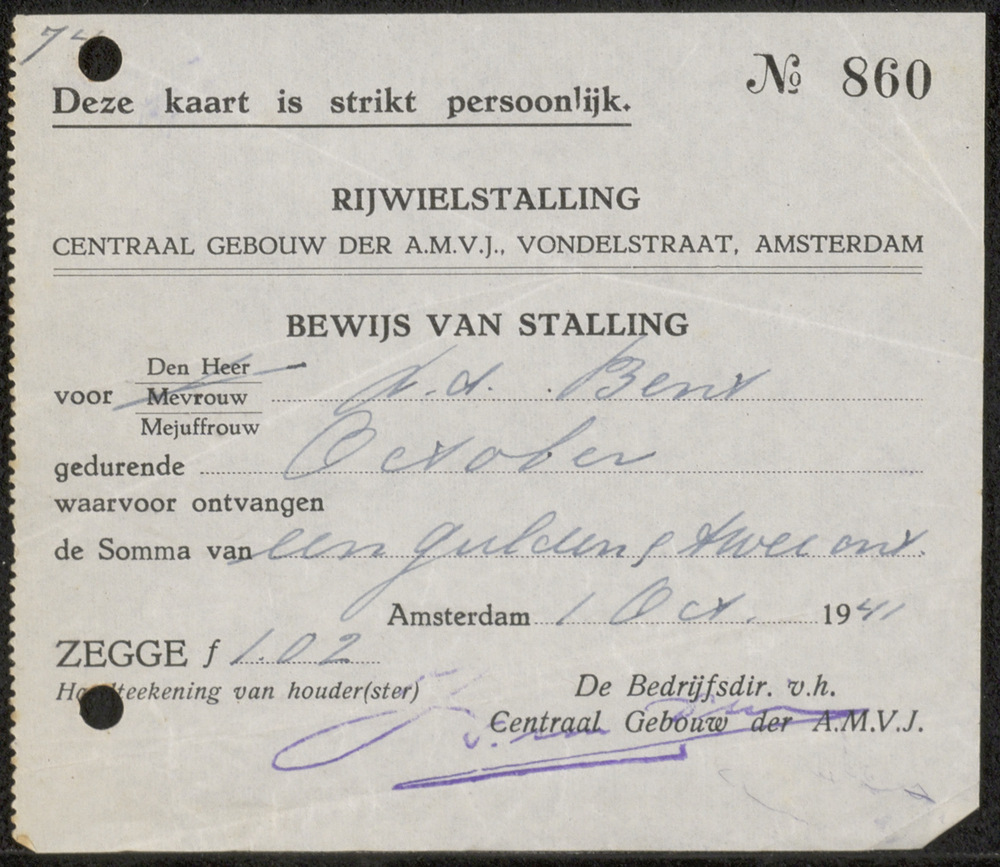 Deze kaart is strikt persoonlijk.
№ 860
RIJWIELSTALLING
CENTRAAL GEBOUW DER A.M.V.J., VONDELSTRAAT, AMSTERDAM
BEWIJS VAN STALLING
Den Heer
voor Mevrouw v.d. Bent
Mejuffrouw
gedurende October
waarvoor ontvangen
de Somma van een gulden, twee cnt.
Amsterdam 1 Oct. 1941
ZEGGE ƒ 1.02
Handteekening van houder(ster)
De Bedrijfsdir. v.h.
Centraal Gebouw der A.M.V.J.